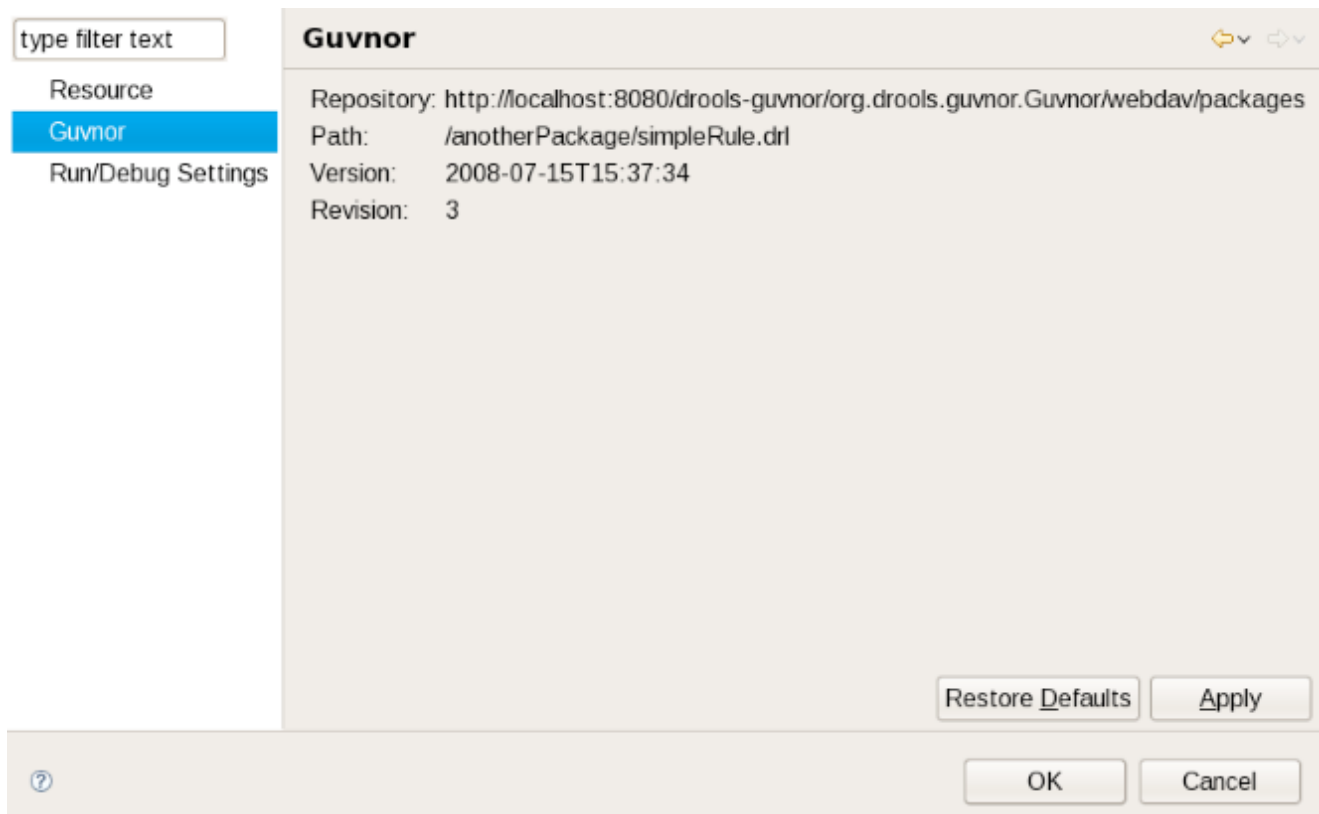 type filter text
Guvnor
Resource
Guvnor
Run/Debug Settings
Repository: http://localhost:8080/drools-guvnor/org.drools.guvnor.Guvnor/webdav/packages
Path: /anotherPackage/simpleRule.drl
Version: 2008-07-15T15:37:34
Revision: 3
Restore Defaults
Apply
?
OK
Cancel